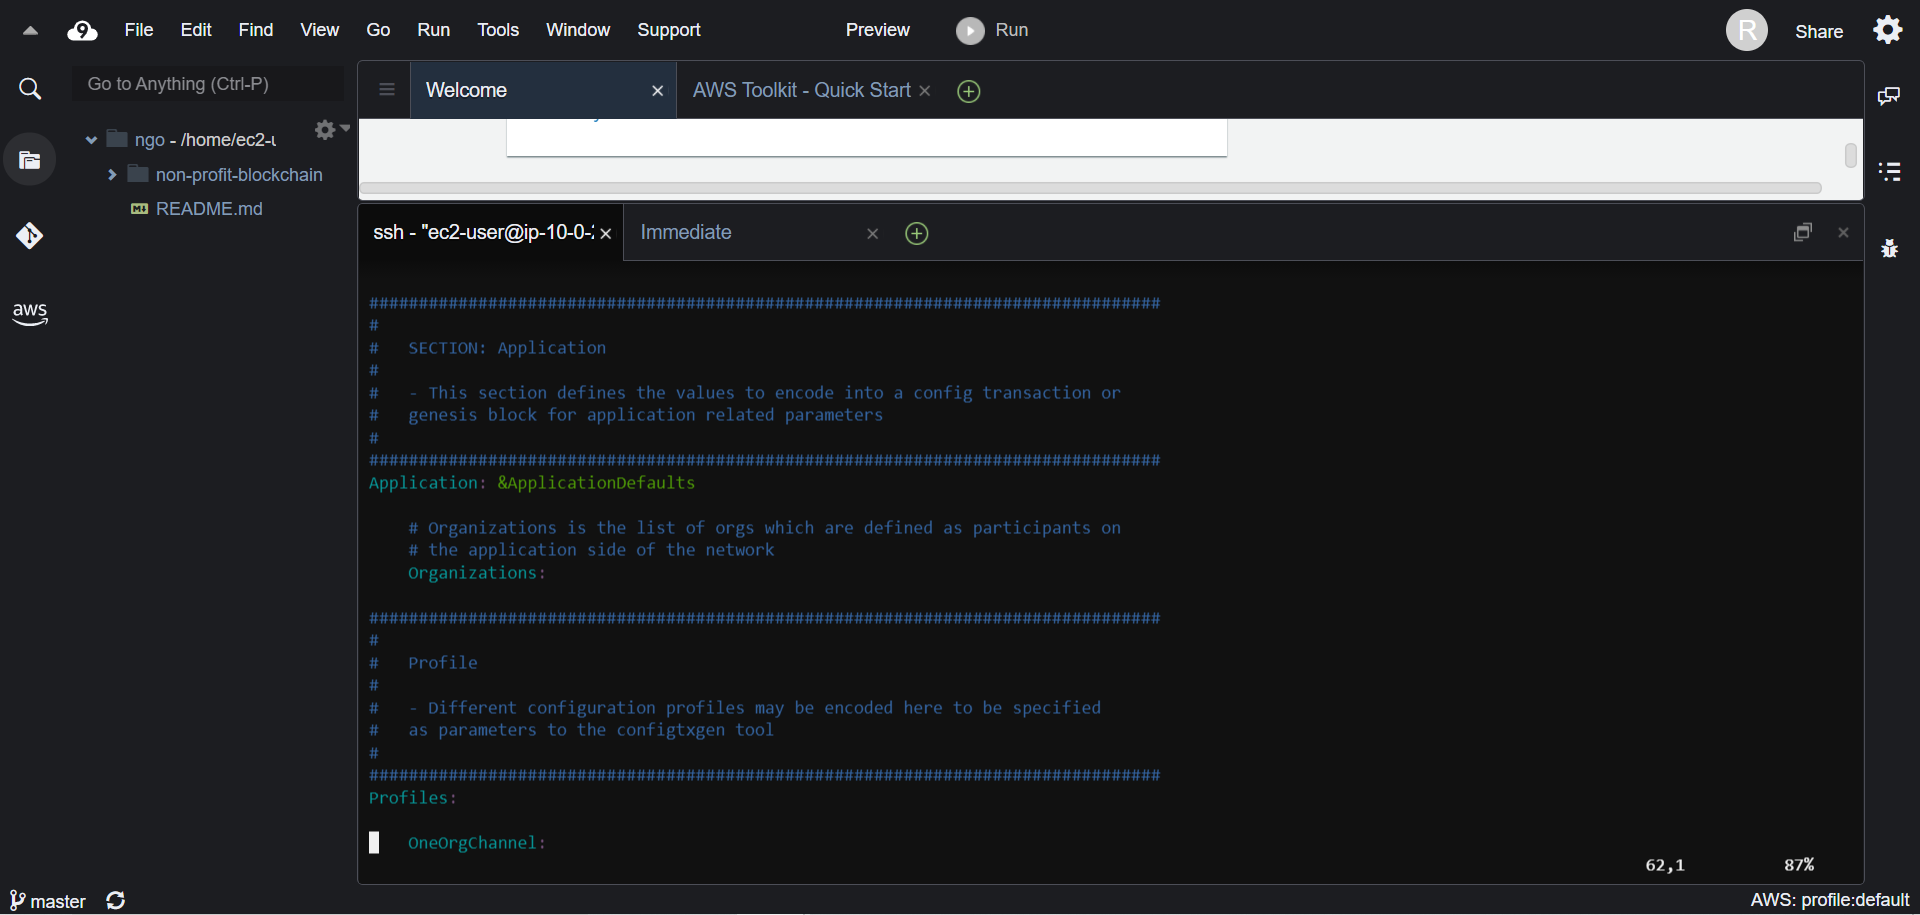 File Edit Find View Go Run Tools Window Support Preview Run R Share
Go to Anything (Ctrl-P)
Welcome AWS Toolkit - Quick Start
ngo - /home/ec2-u
non-profit-blockchain
README.md
aws
ssh - "ec2-user@ip-10-0-2 Immediate
################################################################################
#
#   SECTION: Application
#
#   - This section defines the values to encode into a config transaction or
#   genesis block for application related parameters
#
################################################################################
Application: &ApplicationDefaults
# Organizations is the list of orgs which are defined as participants on
# the application side of the network
Organizations:
################################################################################
#
#   Profile
#
#   - Different configuration profiles may be encoded here to be specified
#   as parameters to the configtxgen tool
#
################################################################################
Profiles:
OneOrgChannel:
62,1 87%
master AWS: profile:default